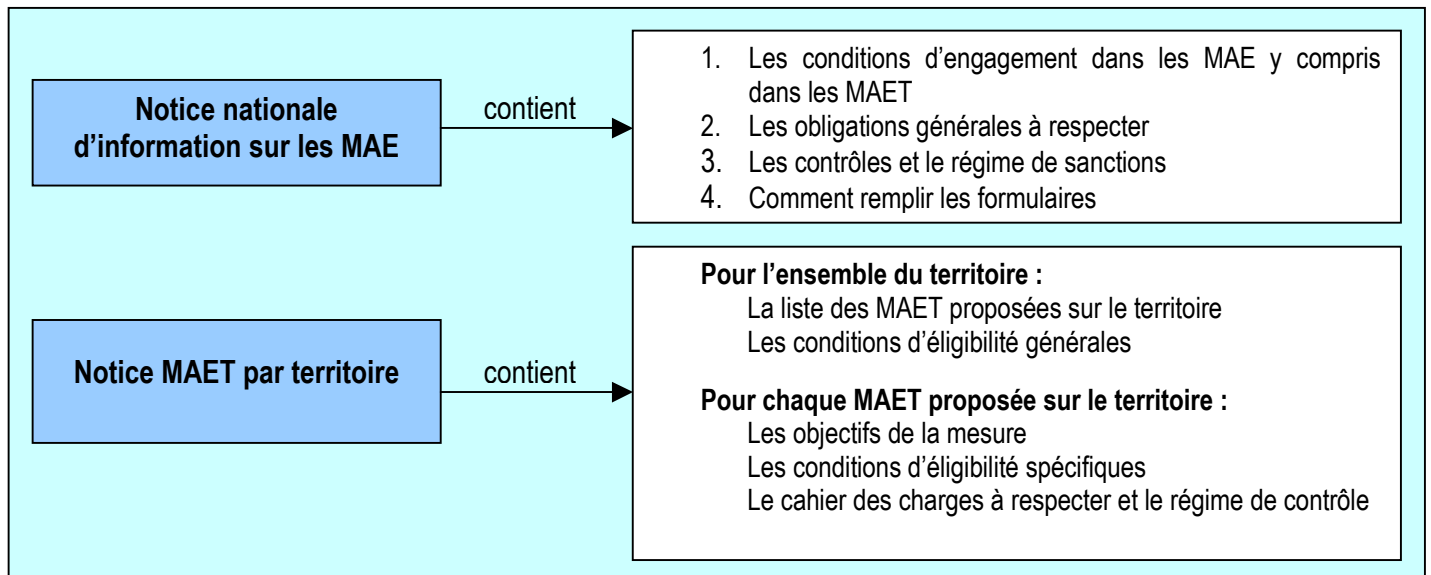 Notice nationale
d’information sur les MAE
contient
1. Les conditions d’engagement dans les MAE y compris
dans les MAET
2. Les obligations générales à respecter
3. Les contrôles et le régime de sanctions
4. Comment remplir les formulaires
Notice MAET par territoire
contient
Pour l’ensemble du territoire :
La liste des MAET proposées sur le territoire
Les conditions d’éligibilité générales
Pour chaque MAET proposée sur le territoire :
Les objectifs de la mesure
Les conditions d’éligibilité spécifiques
Le cahier des charges à respecter et le régime de contrôle